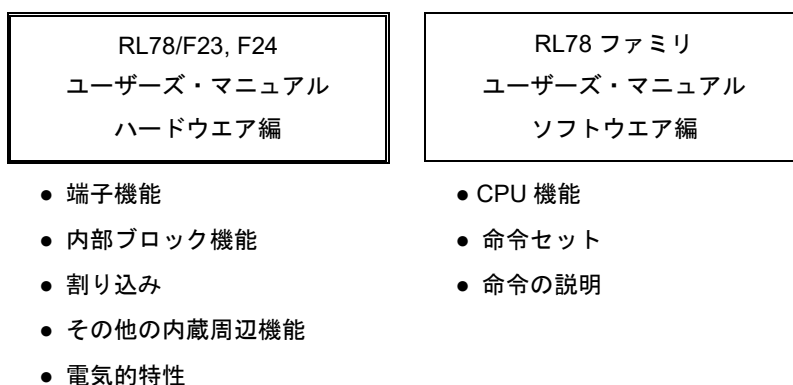 RL78/F23, F24
ユーザーズ・マニュアル
ハードウエア編
● 端子機能
● 内部ブロック機能
● 割り込み
● その他の内蔵周辺機能
● 電気的特性
RL78 ファミリ
ユーザーズ・マニュアル
ソフトウエア編
● CPU 機能
● 命令セット
● 命令の説明